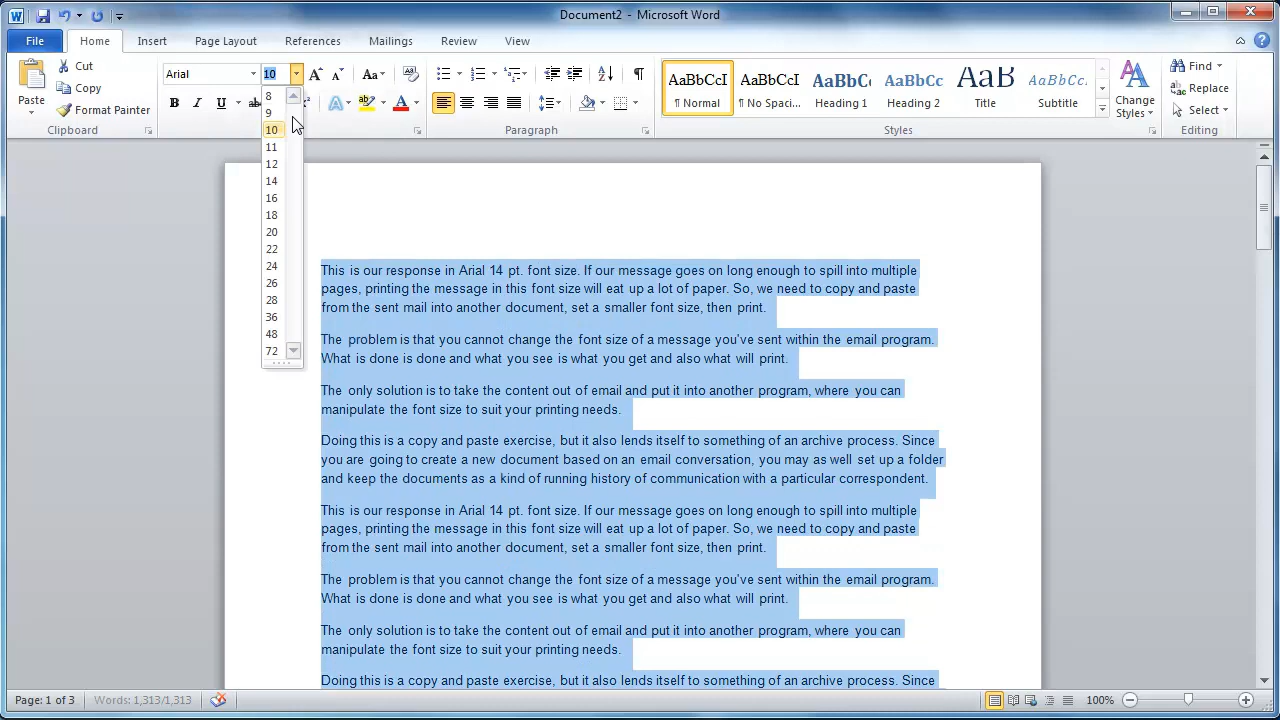 Document2 - Microsoft Word
File Home Insert Page Layout References Mailings Review View
Paste
Cut
Copy
Format Painter
Clipboard
Arial 10
B I U abe
Aa
A
Paragraph
AaBbCcI AaBbCcI AaBbCc AaBbCc AaB AaBbCc.
¶ Normal ¶ No Spaci... Heading 1 Heading 2 Title Subtitle
Change
Styles
Styles
Find
Replace
Select
Editing
8
9
10
11
12
14
16
18
20
22
24
26
28
36
48
72
This is our response in Arial 14 pt. font size. If our message goes on long enough to spill into multiple
pages, printing the message in this font size will eat up a lot of paper. So, we need to copy and paste
from the sent mail into another document, set a smaller font size, then print.
The problem is that you cannot change the font size of a message you've sent within the email program.
What is done is done and what you see is what you get and also what will print.
The only solution is to take the content out of email and put it into another program, where you can
manipulate the font size to suit your printing needs.
Doing this is a copy and paste exercise, but it also lends itself to something of an archive process. Since
you are going to create a new document based on an email conversation, you may as well set up a folder
and keep the documents as a kind of running history of communication with a particular correspondent.
This is our response in Arial 14 pt. font size. If our message goes on long enough to spill into multiple
pages, printing the message in this font size will eat up a lot of paper. So, we need to copy and paste
from the sent mail into another document, set a smaller font size, then print.
The problem is that you cannot change the font size of a message you've sent within the email program.
What is done is done and what you see is what you get and also what will print.
The only solution is to take the content out of email and put it into another program, where you can
manipulate the font size to suit your printing needs.
Doing this is a copy and paste exercise, but it also lends itself to something of an archive process. Since
Page: 1 of 3 Words: 1,313/1,313 100%